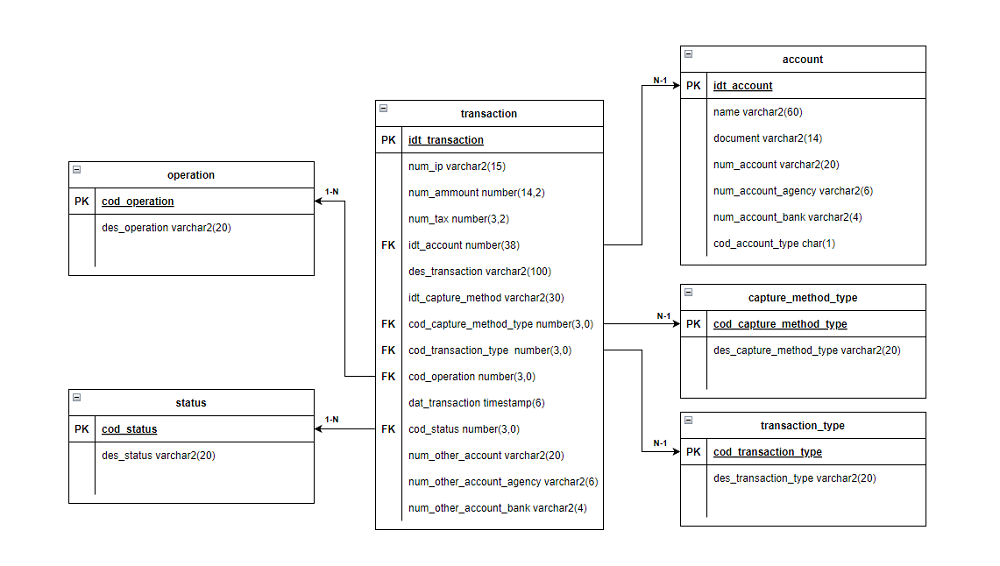 operation
PK cod_operation
des_operation varchar2(20)
1-N
status
PK cod_status
des_status varchar2(20)
1-N
transaction
PK idt_transaction
num_ip varchar2(15)
num_ammount number(14,2)
num_tax number(3,2)
FK idt_account number(38)
des_transaction varchar2(100)
idt_capture_method varchar2(30)
FK cod_capture_method_type number(3,0)
FK cod_transaction_type number(3,0)
FK cod_operation number(3,0)
dat_transaction timestamp(6)
FK cod_status number(3,0)
num_other_account varchar2(20)
num_other_account_agency varchar2(6)
num_other_account_bank varchar2(4)
N-1
account
PK idt_account
name varchar2(60)
document varchar2(14)
num_account varchar2(20)
num_account_agency varchar2(6)
num_account_bank varchar2(4)
cod_account_type char(1)
N-1
capture_method_type
PK cod_capture_method_type
des_capture_method_type varchar2(20)
N-1
transaction_type
PK cod_transaction_type
des_transaction_type varchar2(20)